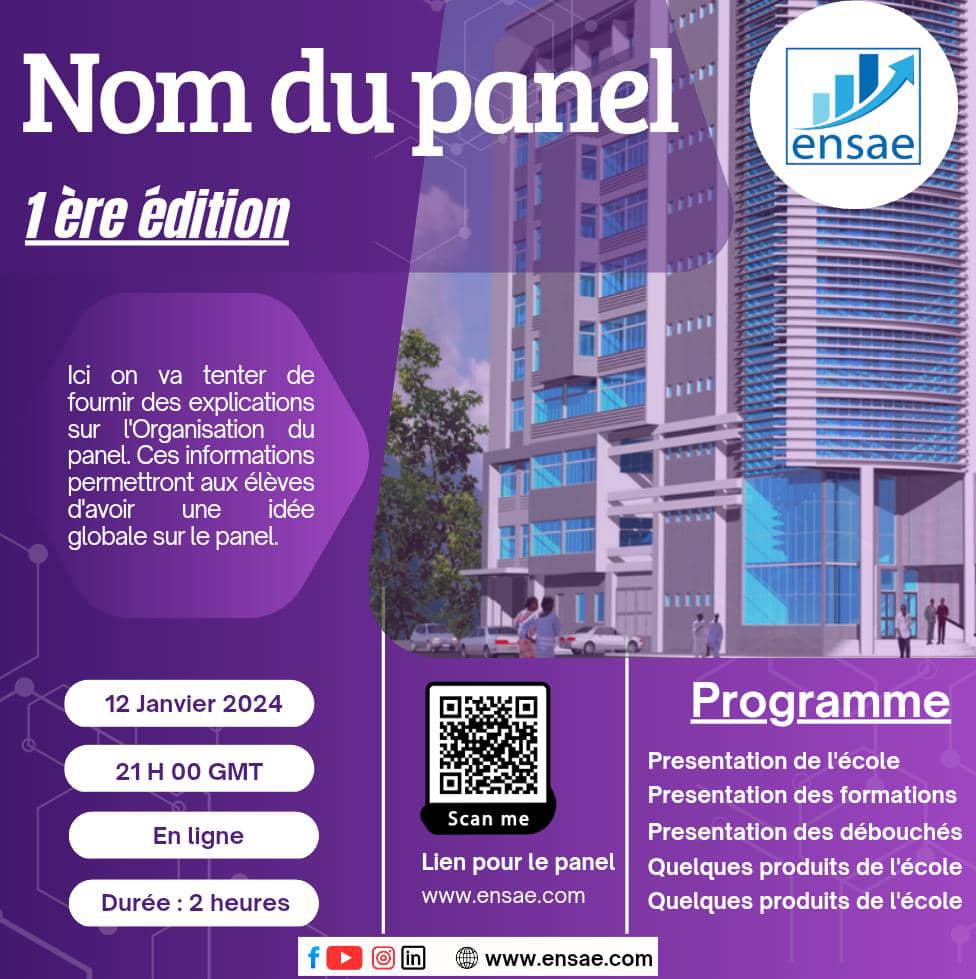 Nom du panel
ensae
1 ère édition
Ici on va tenter de
fournir des explications
sur l'Organisation du
panel. Ces informations
permettront aux élèves
d'avoir une idée
globale sur le panel.
12 Janvier 2024
21 H 00 GMT
En ligne
Durée : 2 heures
Scan me
Lien pour le panel
www.ensae.com
Programme
Presentation de l'école
Presentation des formations
Presentation des débouchés
Quelques produits de l'école
Quelques produits de l'école
f in www.ensae.com